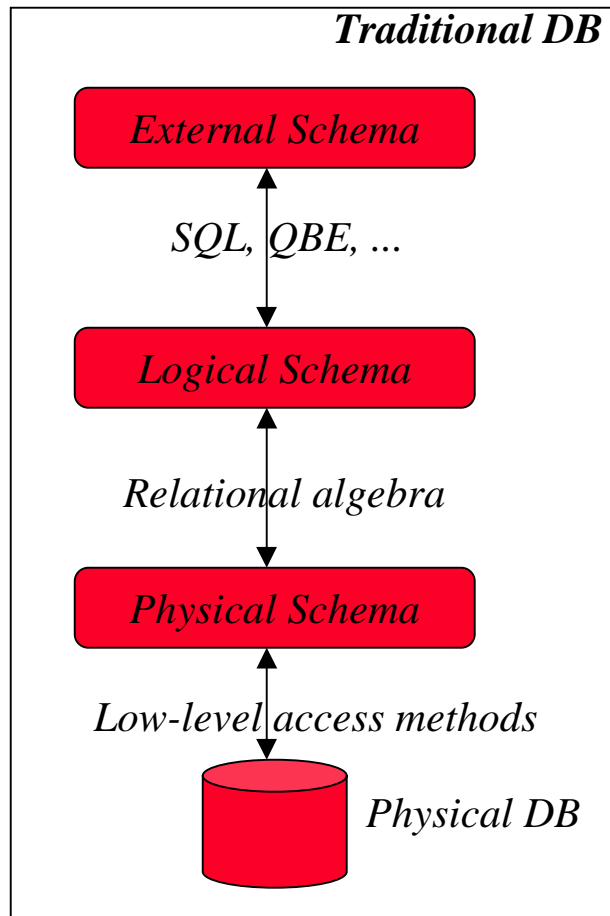 Traditional DB
External Schema
SQL, QBE, ...
Logical Schema
Relational algebra
Physical Schema
Low-level access methods
Physical DB